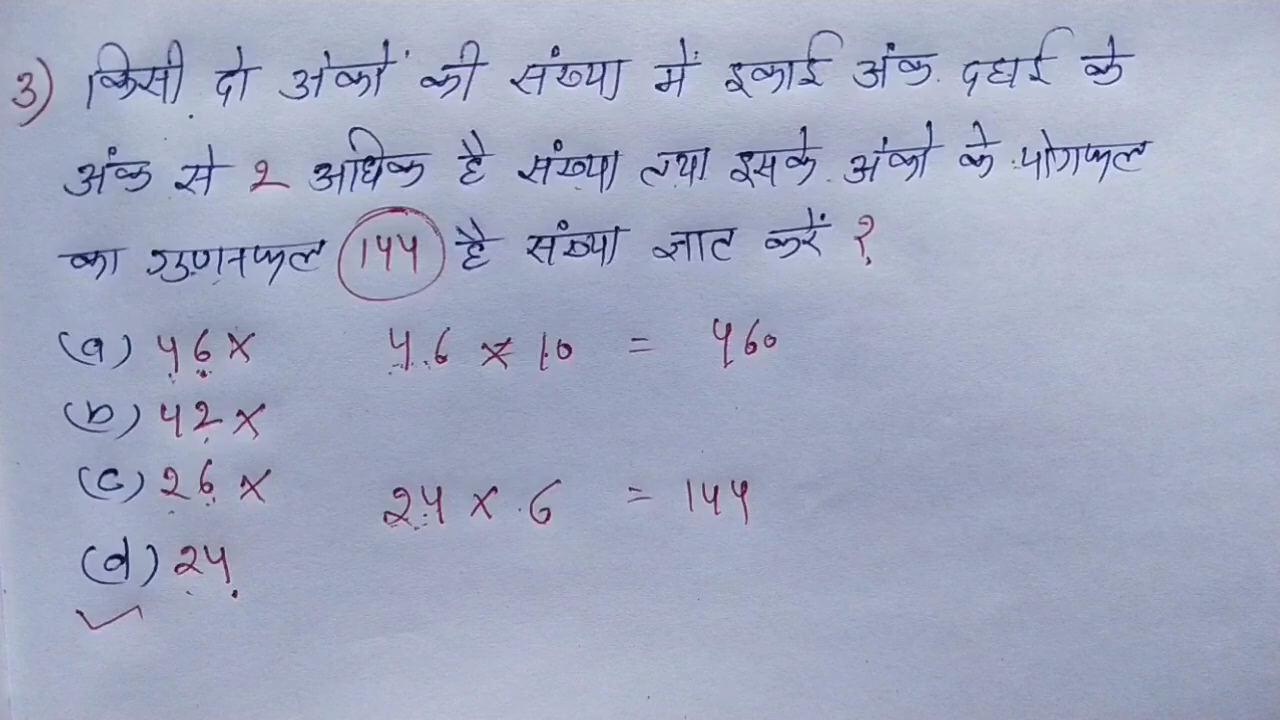 3) किसी दो अंकों की संख्या में इकाई अंक दहाई के
अंक से 2 अधिक है संख्या तथा इसके अंको के योगफल
का गुणनफल 144 है संख्या ज्ञात करें ?
(a) 46 x 46 x 10 = 460
(b) 42 x
(c) 26 x
24 x 6 = 144
(d) 24